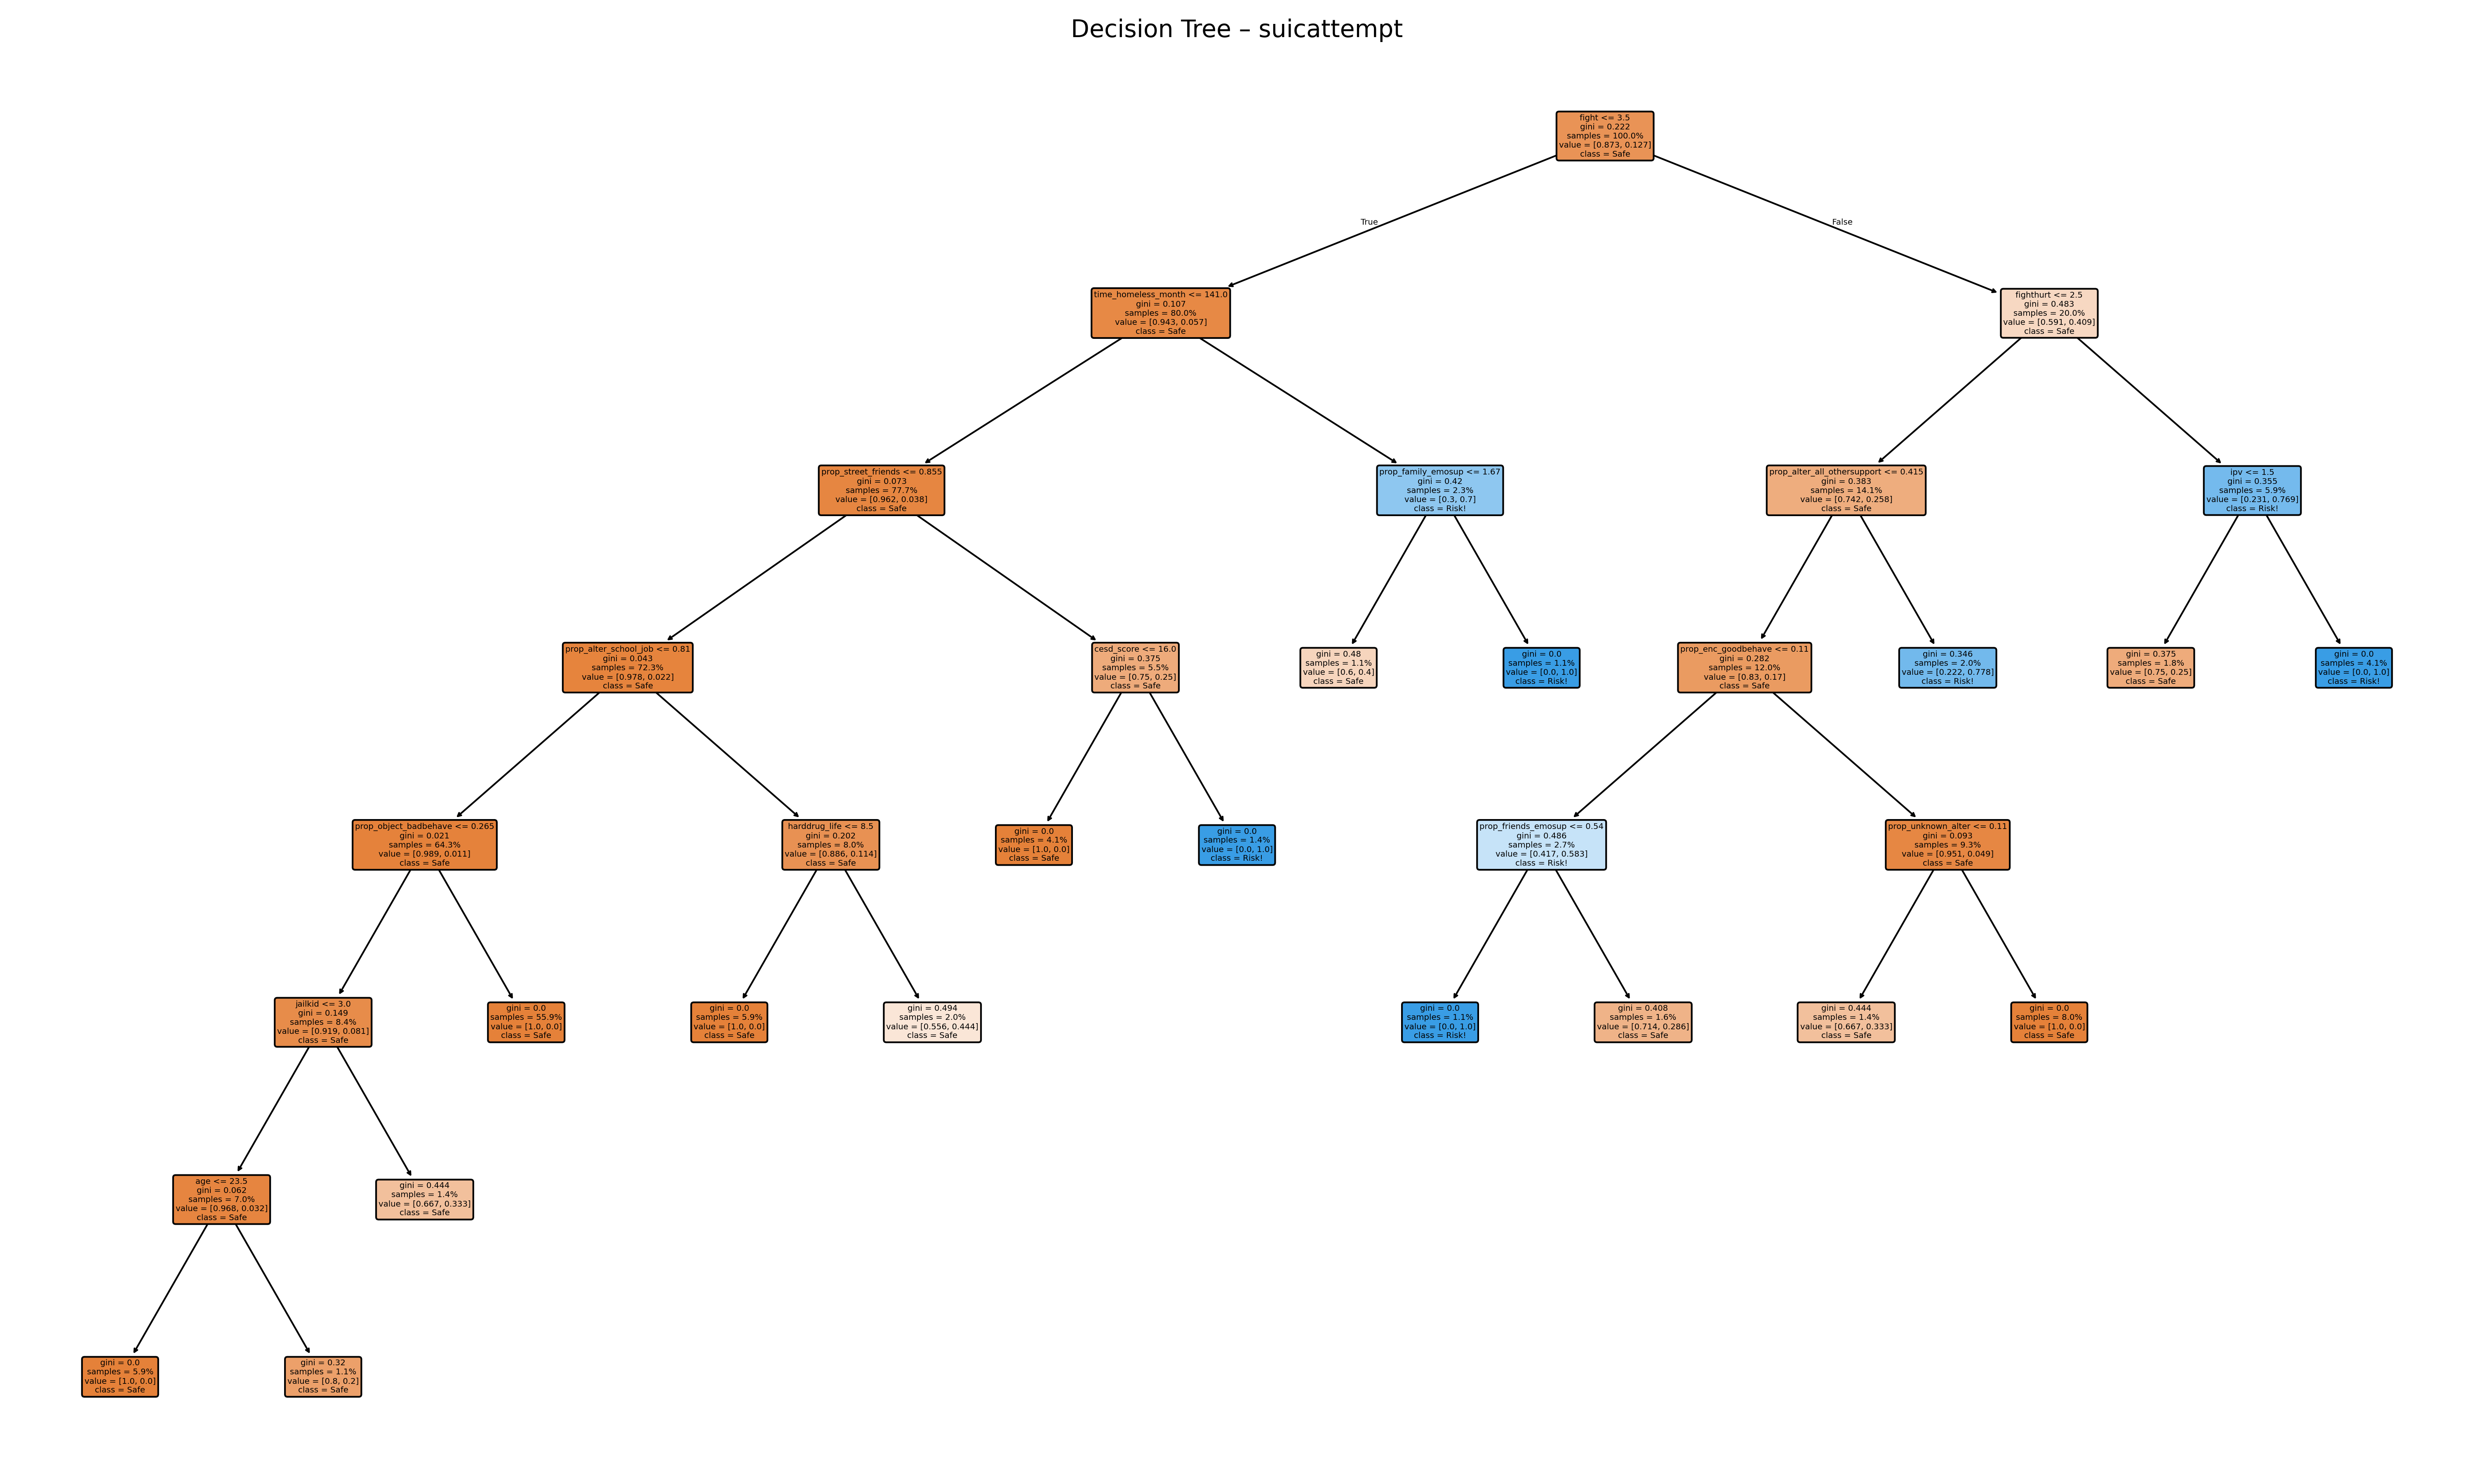 Decision Tree – suicattempt
fight <= 3.5
gini = 0.222
samples = 100.0%
value = [0.873, 0.127]
class = Safe
True
False
time_homeless_month <= 141.0
gini = 0.107
samples = 80.0%
value = [0.943, 0.057]
class = Safe
fighthurt <= 2.5
gini = 0.483
samples = 20.0%
value = [0.591, 0.409]
class = Safe
prop_street_friends <= 0.855
gini = 0.073
samples = 77.7%
value = [0.962, 0.038]
class = Safe
prop_family_emosup <= 1.67
gini = 0.42
samples = 2.3%
value = [0.3, 0.7]
class = Risk!
prop_alter_all_othersupport <= 0.415
gini = 0.383
samples = 14.1%
value = [0.742, 0.258]
class = Safe
ipv <= 1.5
gini = 0.355
samples = 5.9%
value = [0.231, 0.769]
class = Risk!
prop_alter_school_job <= 0.81
gini = 0.043
samples = 72.3%
value = [0.978, 0.022]
class = Safe
cesd_score <= 16.0
gini = 0.375
samples = 5.5%
value = [0.75, 0.25]
class = Safe
gini = 0.48
samples = 1.1%
value = [0.6, 0.4]
class = Safe
gini = 0.0
samples = 1.1%
value = [0.0, 1.0]
class = Risk!
prop_enc_goodbehave <= 0.11
gini = 0.282
samples = 12.0%
value = [0.83, 0.17]
class = Safe
gini = 0.346
samples = 2.0%
value = [0.222, 0.778]
class = Risk!
gini = 0.375
samples = 1.8%
value = [0.75, 0.25]
class = Safe
gini = 0.0
samples = 4.1%
value = [0.0, 1.0]
class = Risk!
prop_object_badbehave <= 0.265
gini = 0.021
samples = 64.3%
value = [0.989, 0.011]
class = Safe
harddrug_life <= 8.5
gini = 0.202
samples = 8.0%
value = [0.886, 0.114]
class = Safe
gini = 0.0
samples = 4.1%
value = [1.0, 0.0]
class = Safe
gini = 0.0
samples = 1.4%
value = [0.0, 1.0]
class = Risk!
prop_friends_emosup <= 0.54
gini = 0.486
samples = 2.7%
value = [0.417, 0.583]
class = Risk!
prop_unknown_alter <= 0.11
gini = 0.093
samples = 9.3%
value = [0.951, 0.049]
class = Safe
jailkid <= 3.0
gini = 0.149
samples = 8.4%
value = [0.919, 0.081]
class = Safe
gini = 0.0
samples = 55.9%
value = [1.0, 0.0]
class = Safe
gini = 0.0
samples = 5.9%
value = [1.0, 0.0]
class = Safe
gini = 0.494
samples = 2.0%
value = [0.556, 0.444]
class = Safe
gini = 0.0
samples = 1.1%
value = [0.0, 1.0]
class = Risk!
gini = 0.408
samples = 1.6%
value = [0.714, 0.286]
class = Safe
gini = 0.444
samples = 1.4%
value = [0.667, 0.333]
class = Safe
gini = 0.0
samples = 8.0%
value = [1.0, 0.0]
class = Safe
age <= 23.5
gini = 0.062
samples = 7.0%
value = [0.968, 0.032]
class = Safe
gini = 0.444
samples = 1.4%
value = [0.667, 0.333]
class = Safe
gini = 0.0
samples = 5.9%
value = [1.0, 0.0]
class = Safe
gini = 0.32
samples = 1.1%
value = [0.8, 0.2]
class = Safe